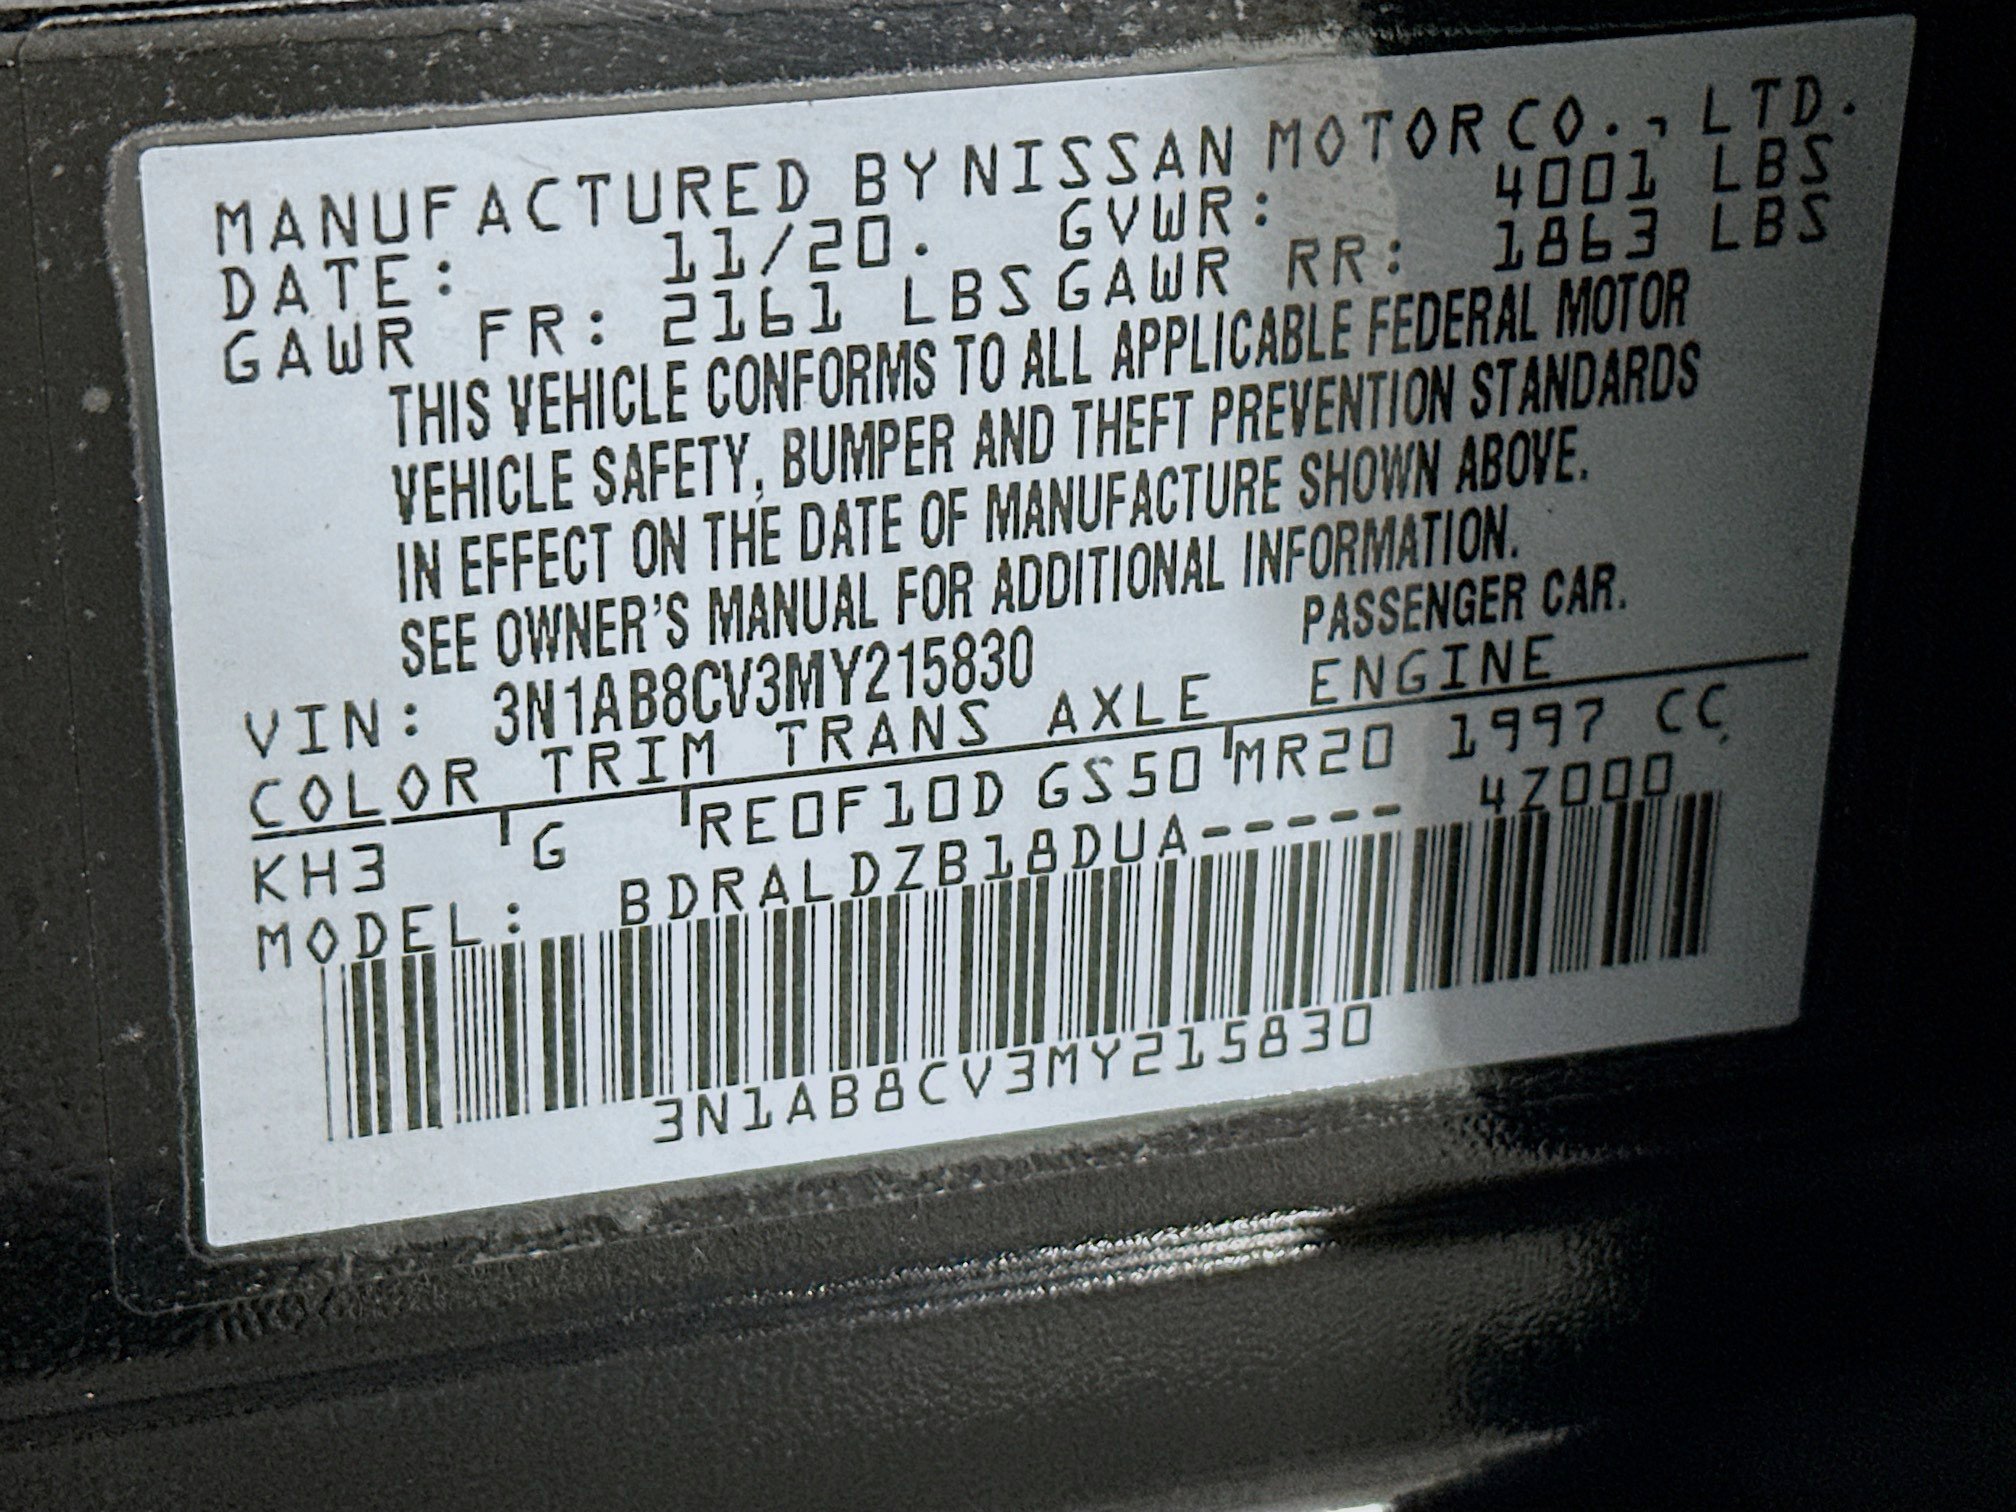 MANUFACTURED BY NISSAN MOTOR CO., LTD.
DATE: 11/20. GVWR: 4001 LBS
GAWR FR: 2161 LBS GAWR RR: 1863 LBS
THIS VEHICLE CONFORMS TO ALL APPLICABLE FEDERAL MOTOR
VEHICLE SAFETY, BUMPER AND THEFT PREVENTION STANDARDS
IN EFFECT ON THE DATE OF MANUFACTURE SHOWN ABOVE.
SEE OWNER'S MANUAL FOR ADDITIONAL INFORMATION.
VIN: 3N1AB8CV3MY215830 PASSENGER CAR.
COLOR TRIM TRANS AXLE ENGINE
KH3 G RE0F10D GS50 MR20 1997 CC
MODEL: BDRALDZB18DUA----- 4Z000
3N1AB8CV3MY215830